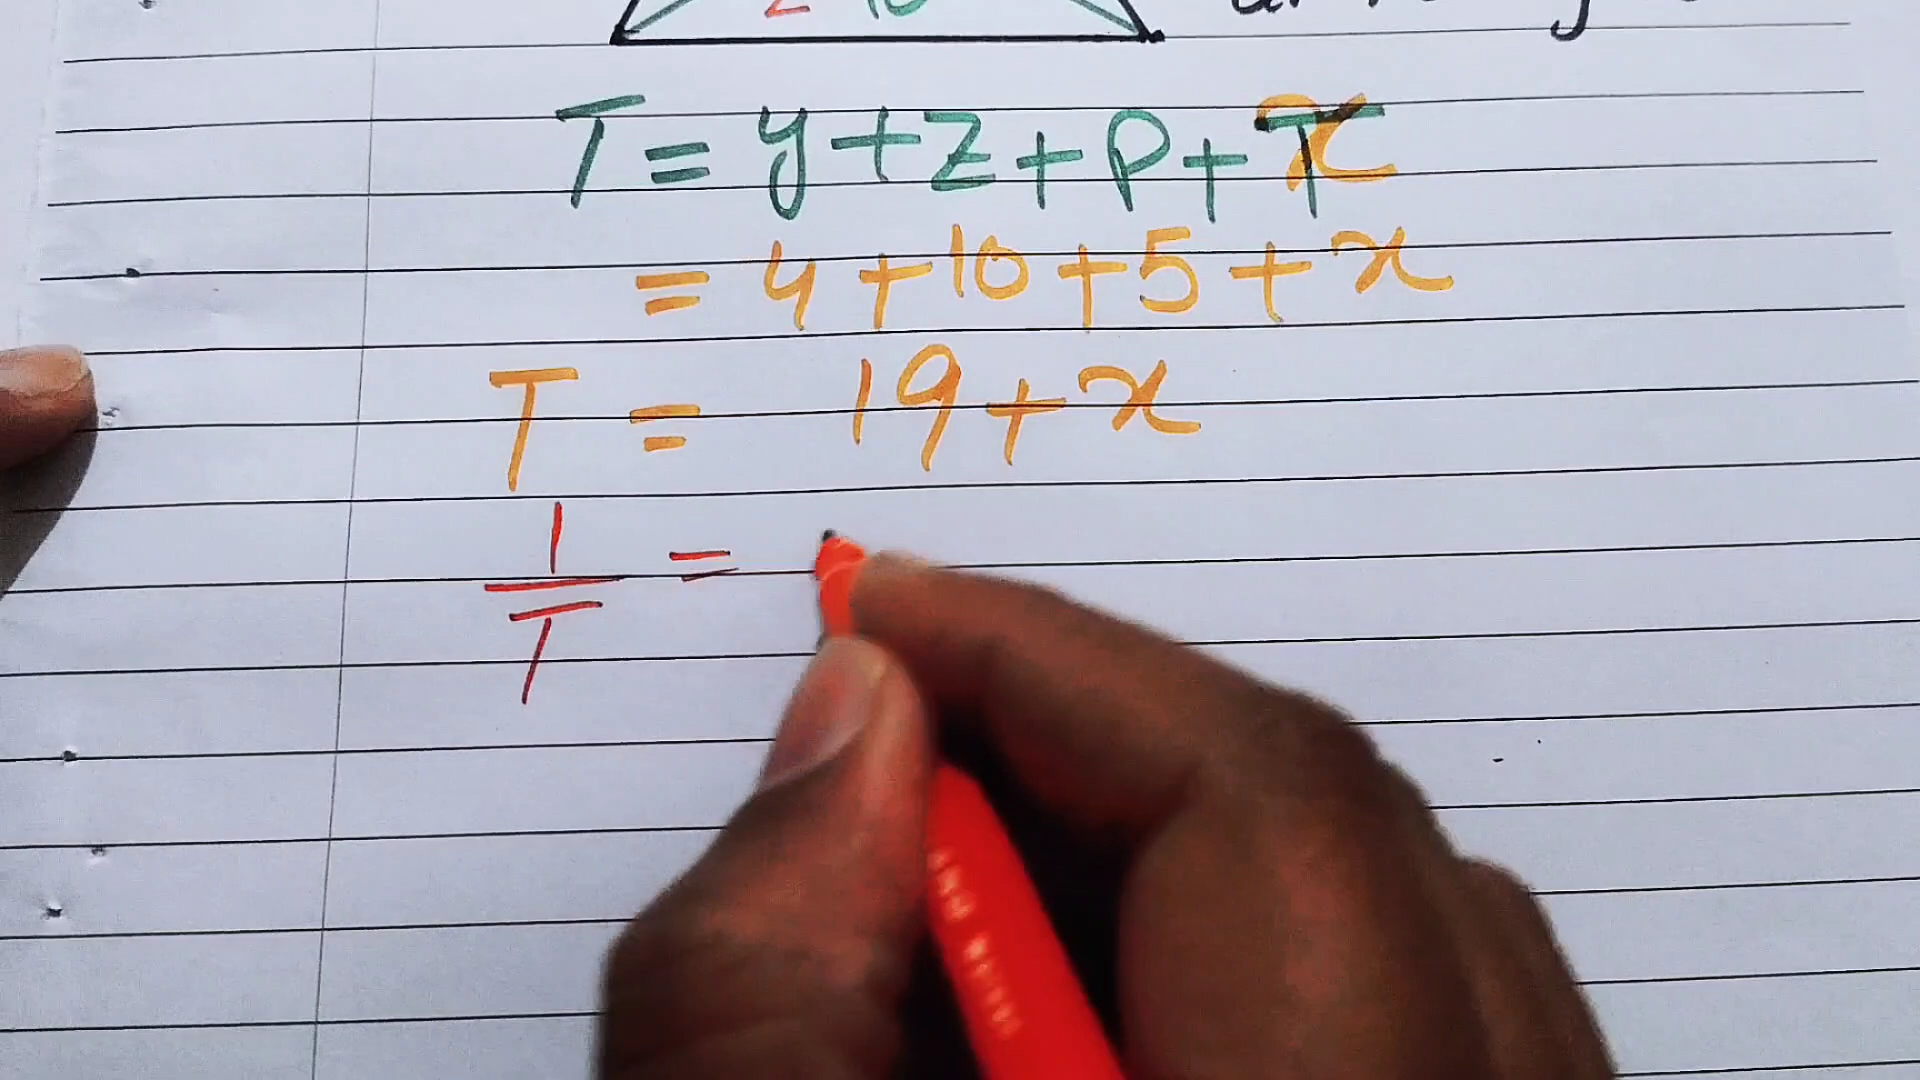 T = y + z + p + x
= 4 + 10 + 5 + x
T = 19 + x
1/T =